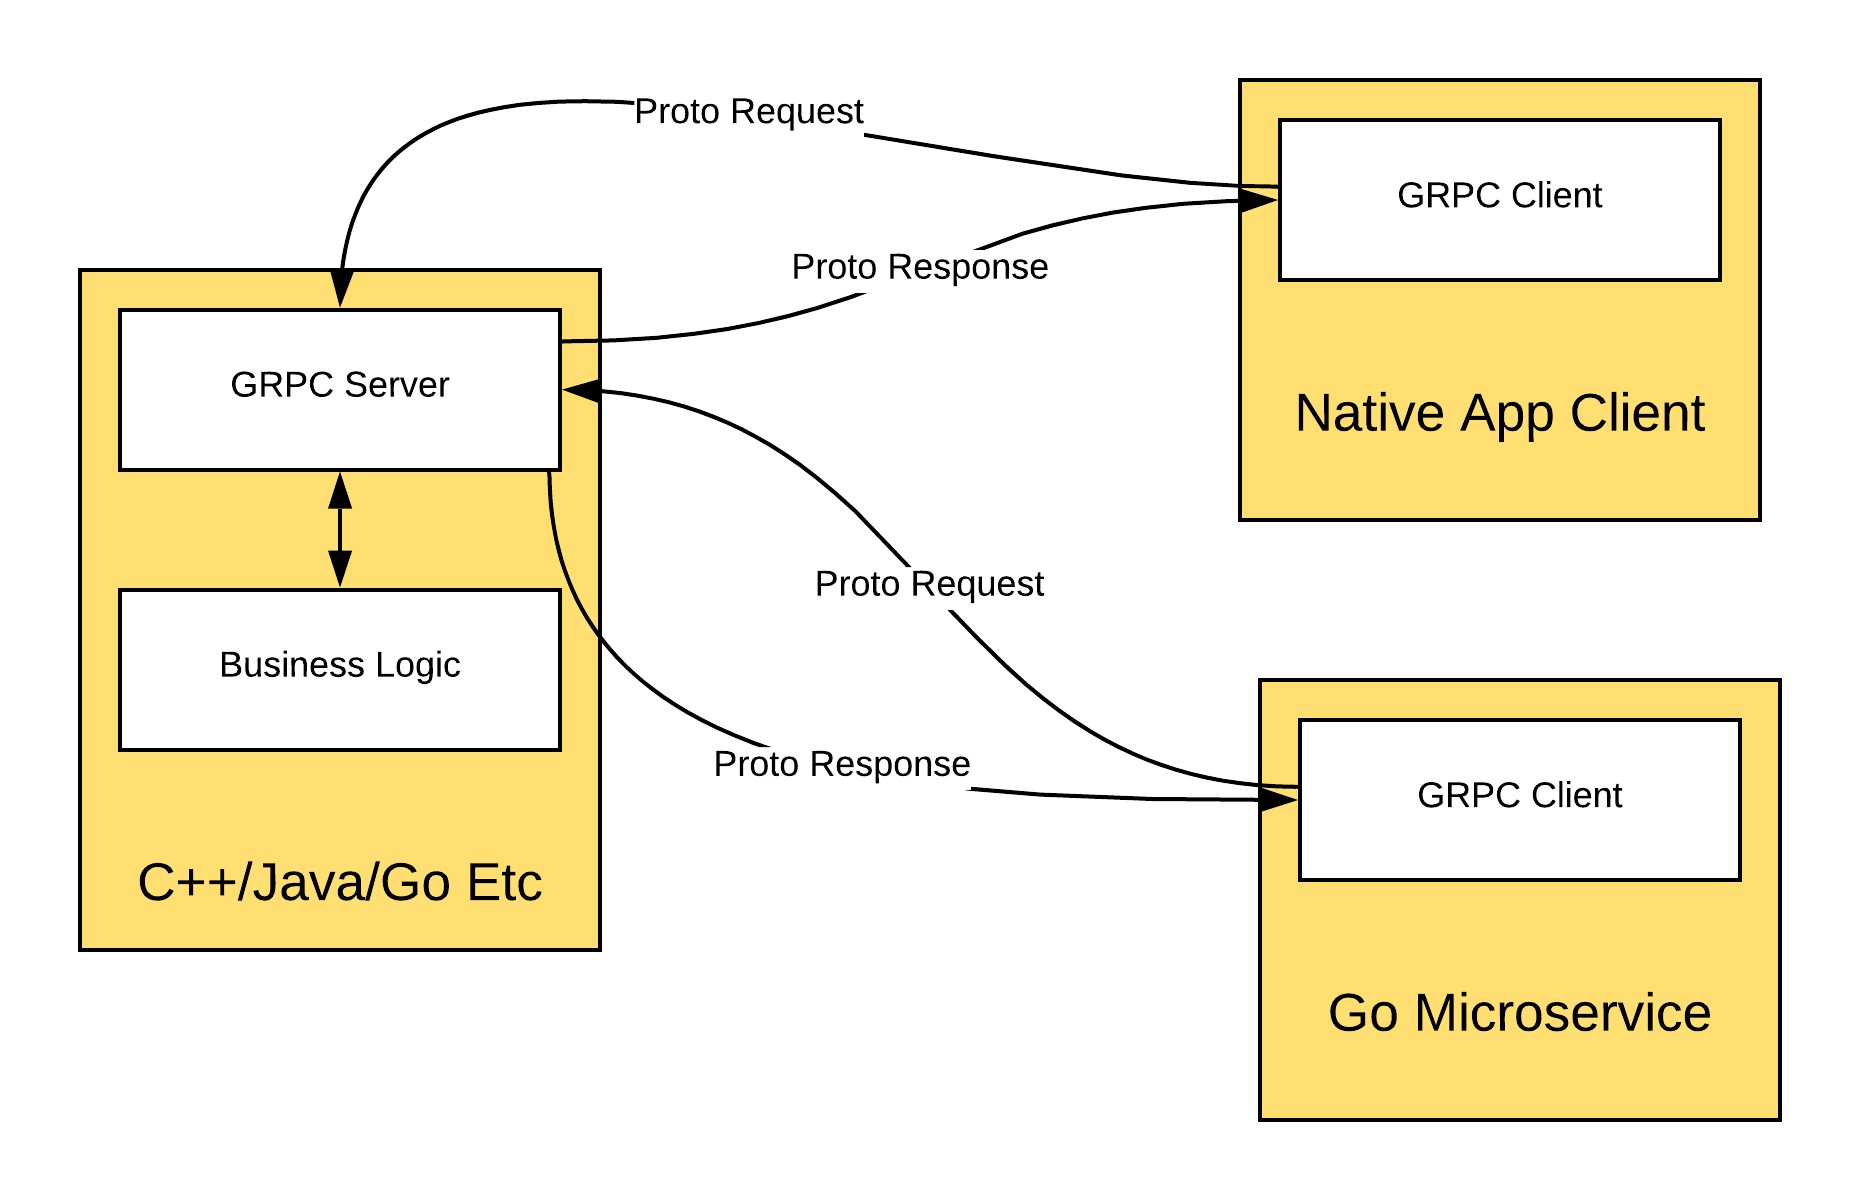 Proto Request
GRPC Client
Proto Response
Native App Client
GRPC Server
Business Logic
C++/Java/Go Etc
Proto Request
Proto Response
GRPC Client
Go Microservice